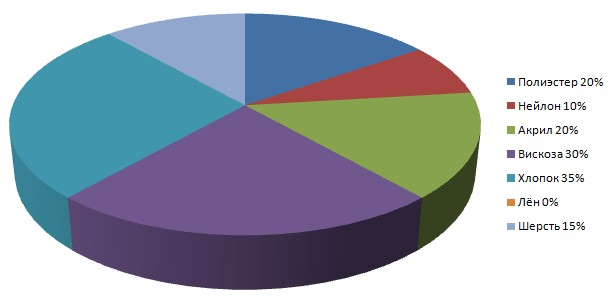 Полиэстер 20%
Нейлон 10%
Акрил 20%
Вискоза 30%
Хлопок 35%
Лён 0%
Шерсть 15%